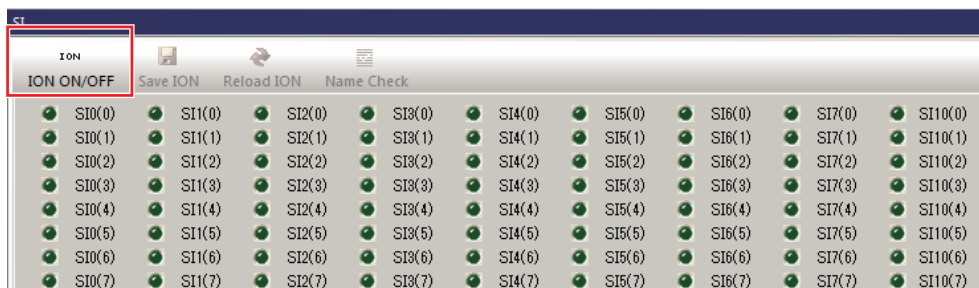 SI
ION
ION ON/OFF Save ION Reload ION Name Check
SI0(0) SI1(0) SI2(0) SI3(0) SI4(0) SI5(0) SI6(0) SI7(0) SI10(0)
SI0(1) SI1(1) SI2(1) SI3(1) SI4(1) SI5(1) SI6(1) SI7(1) SI10(1)
SI0(2) SI1(2) SI2(2) SI3(2) SI4(2) SI5(2) SI6(2) SI7(2) SI10(2)
SI0(3) SI1(3) SI2(3) SI3(3) SI4(3) SI5(3) SI6(3) SI7(3) SI10(3)
SI0(4) SI1(4) SI2(4) SI3(4) SI4(4) SI5(4) SI6(4) SI7(4) SI10(4)
SI0(5) SI1(5) SI2(5) SI3(5) SI4(5) SI5(5) SI6(5) SI7(5) SI10(5)
SI0(6) SI1(6) SI2(6) SI3(6) SI4(6) SI5(6) SI6(6) SI7(6) SI10(6)
SI0(7) SI1(7) SI2(7) SI3(7) SI4(7) SI5(7) SI6(7) SI7(7) SI10(7)